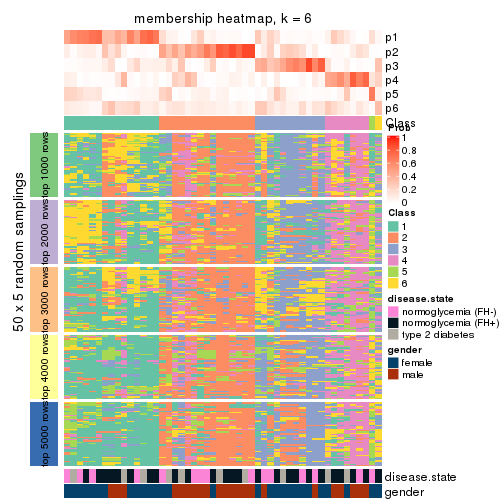 membership heatmap, k = 6
p1
p2
p3
p4
p5
p6
Class
Prob
1
0.8
0.6
0.4
0.2
0
Class
1
2
3
4
5
6
disease.state
normoglycemia (FH-)
normoglycemia (FH+)
type 2 diabetes
gender
female
male
50 x 5 random samplings
top 1000 rows
top 2000 rows
top 3000 rows
top 4000 rows
top 5000 rows
disease.state
gender